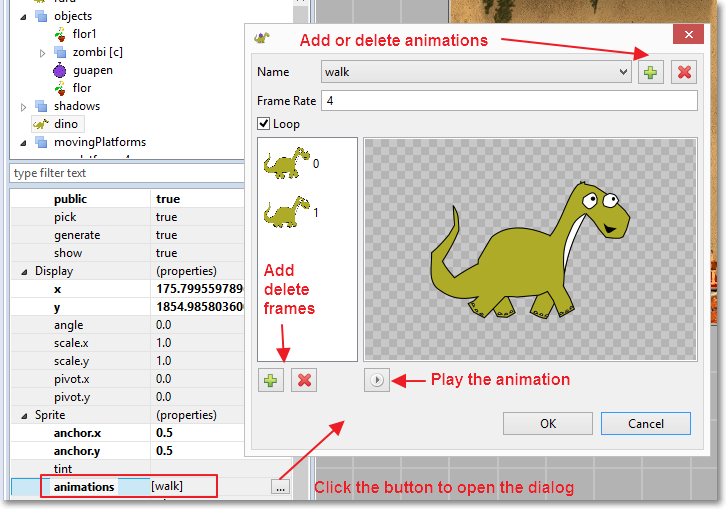 objects
flor1
zombi [c]
guapen
flor
shadows
dino
movingPlatforms
type filter text
public true
pick true
generate true
show true
Display (properties)
x 175.7995597890
y 1854.98580360
angle 0.0
scale.x 1.0
scale.y 1.0
pivot.x 0.0
pivot.y 0.0
Sprite (properties)
anchor.x 0.5
anchor.y 0.5
tint
animations [walk] ...
Add or delete animations
Name walk
Frame Rate 4
Loop
0
1
Add
delete
frames
Play the animation
OK Cancel
Click the button to open the dialog